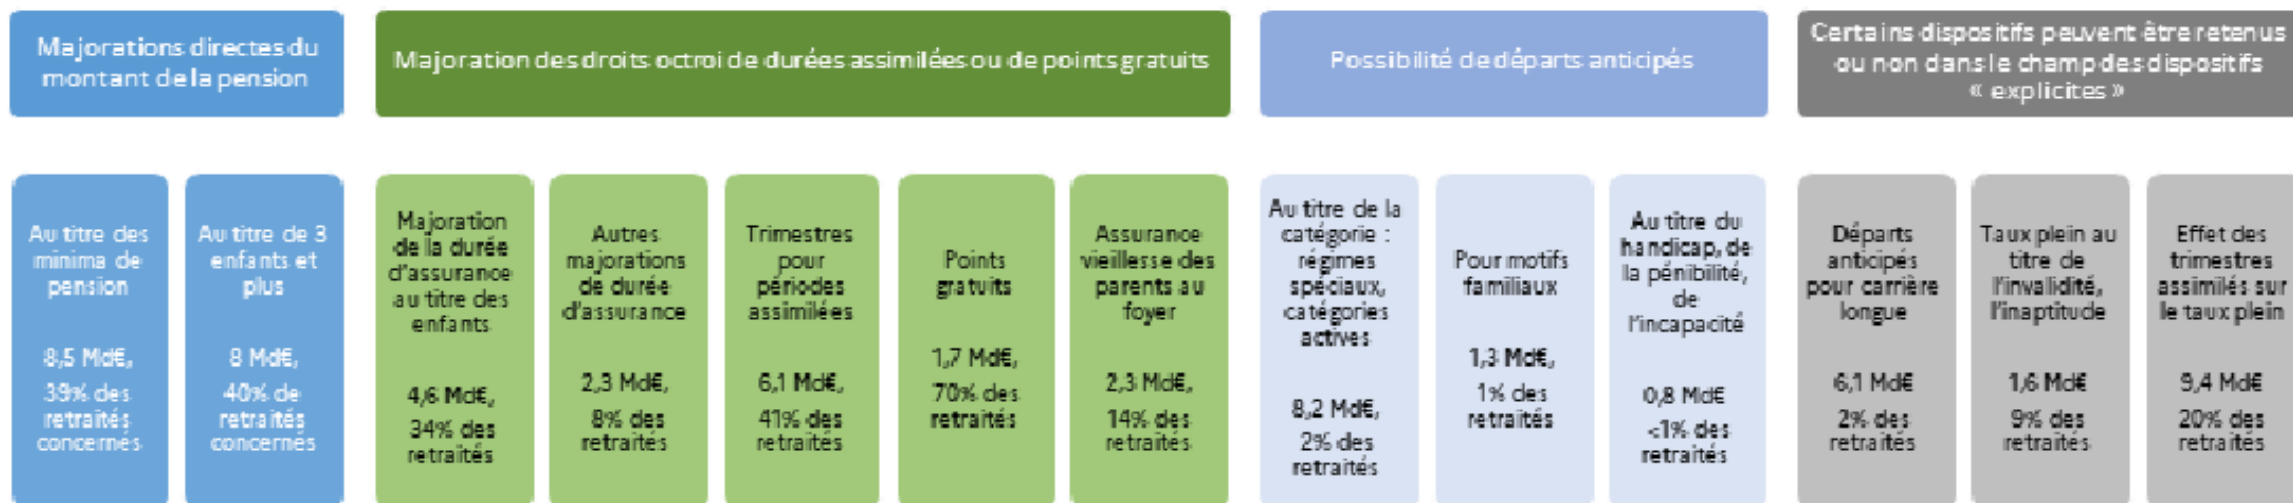 Majorations directes du
montant de la pension
Majoration des droits octroi de durées assimilées ou de points gratuits
Possibilité de départs anticipés
Certains dispositifs peuvent être retenus
ou non dans le champ des dispositifs
« explicites »
Au titre des
minima de
pension
8,5 Md€,
39% des
retraités
concernés
Au titre de 3
enfants et
plus
8 Md€,
40% de
retraités
concernés
Majoration
de la durée
d'assurance
au titre des
enfants
4,6 Md€,
34% des
retraités
Autres
majorations
de durée
d'assurance
2,3 Md€,
8% des
retraités
Trimestres
pour
périodes
assimilées
6,1 Md€,
41% des
retraités
Points
gratuits
1,7 Md€,
70% des
retraités
Assurance
vieillesse des
parents au
foyer
2,3 Md€,
14% des
retraités
Au titre de la
catégorie :
régimes
spéciaux,
catégories
actives
8,2 Md€,
2% des
retraités
Pour motifs
familiaux
1,3 Md€,
1% des
retraités
Au titre du
handicap, de
la pénibilité,
de
l'incapacité
0,8 Md€
<1% des
retraités
Départs
anticipés
pour carrière
longue
6,1 Md€
2% des
retraités
Taux plein au
titre de
l'invalidité,
l'inaptitude
1,6 Md€
9% des
retraités
Effet des
trimestres
assimilés sur
le taux plein
9,4 Md€
20% des
retraités